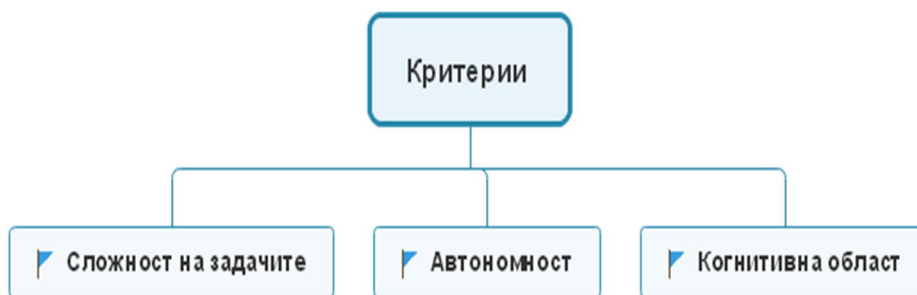 Критерии
Сложност на задачите
Автономност
Когнитивна област